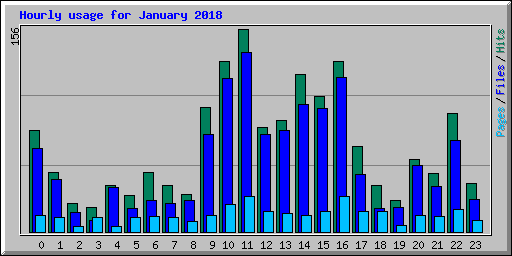 Hourly usage for January 2018
156
Pages/Files/Hits
0 1 2 3 4 5 6 7 8 9 10 11 12 13 14 15 16 17 18 19 20 21 22 23